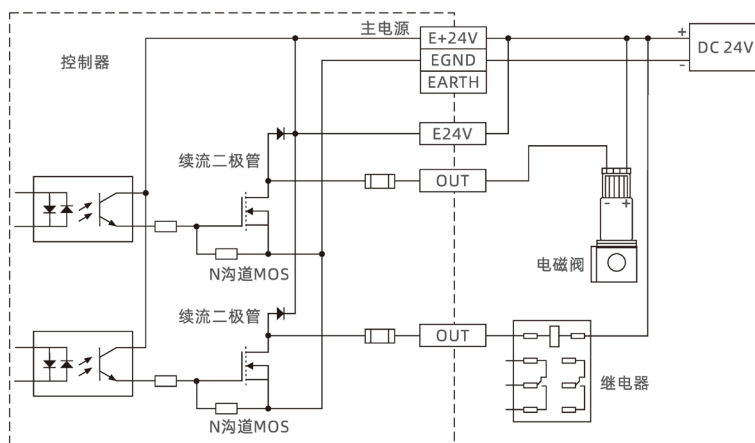 主电源
E+24V
+
DC 24V
控制器
EGND
-
EARTH
E24V
续流二极管
OUT
- +
N沟道MOS
电磁阀
续流二极管
OUT
继电器
N沟道MOS